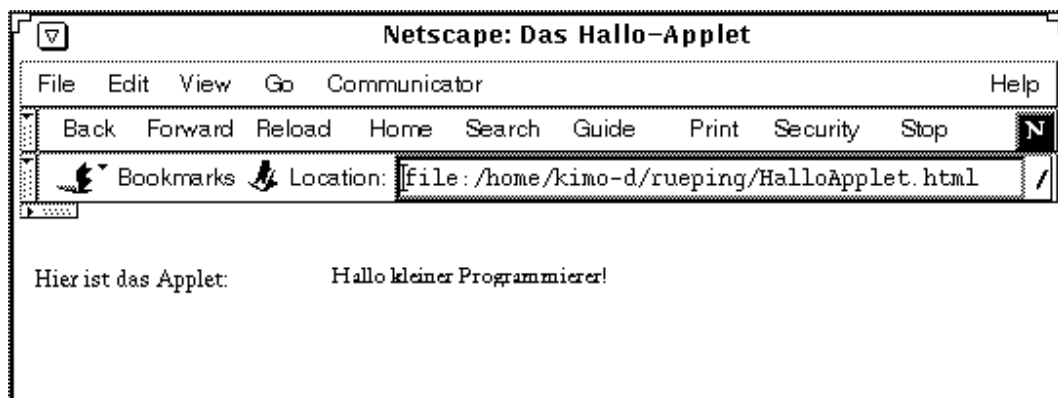 Netscape: Das Hallo-Applet
File Edit View Go Communicator Help
Back Forward Reload Home Search Guide Print Security Stop N
Bookmarks Location: file:/home/kimo-d/rueping/HalloApplet.html
Hier ist das Applet: Hallo kleiner Programmierer!